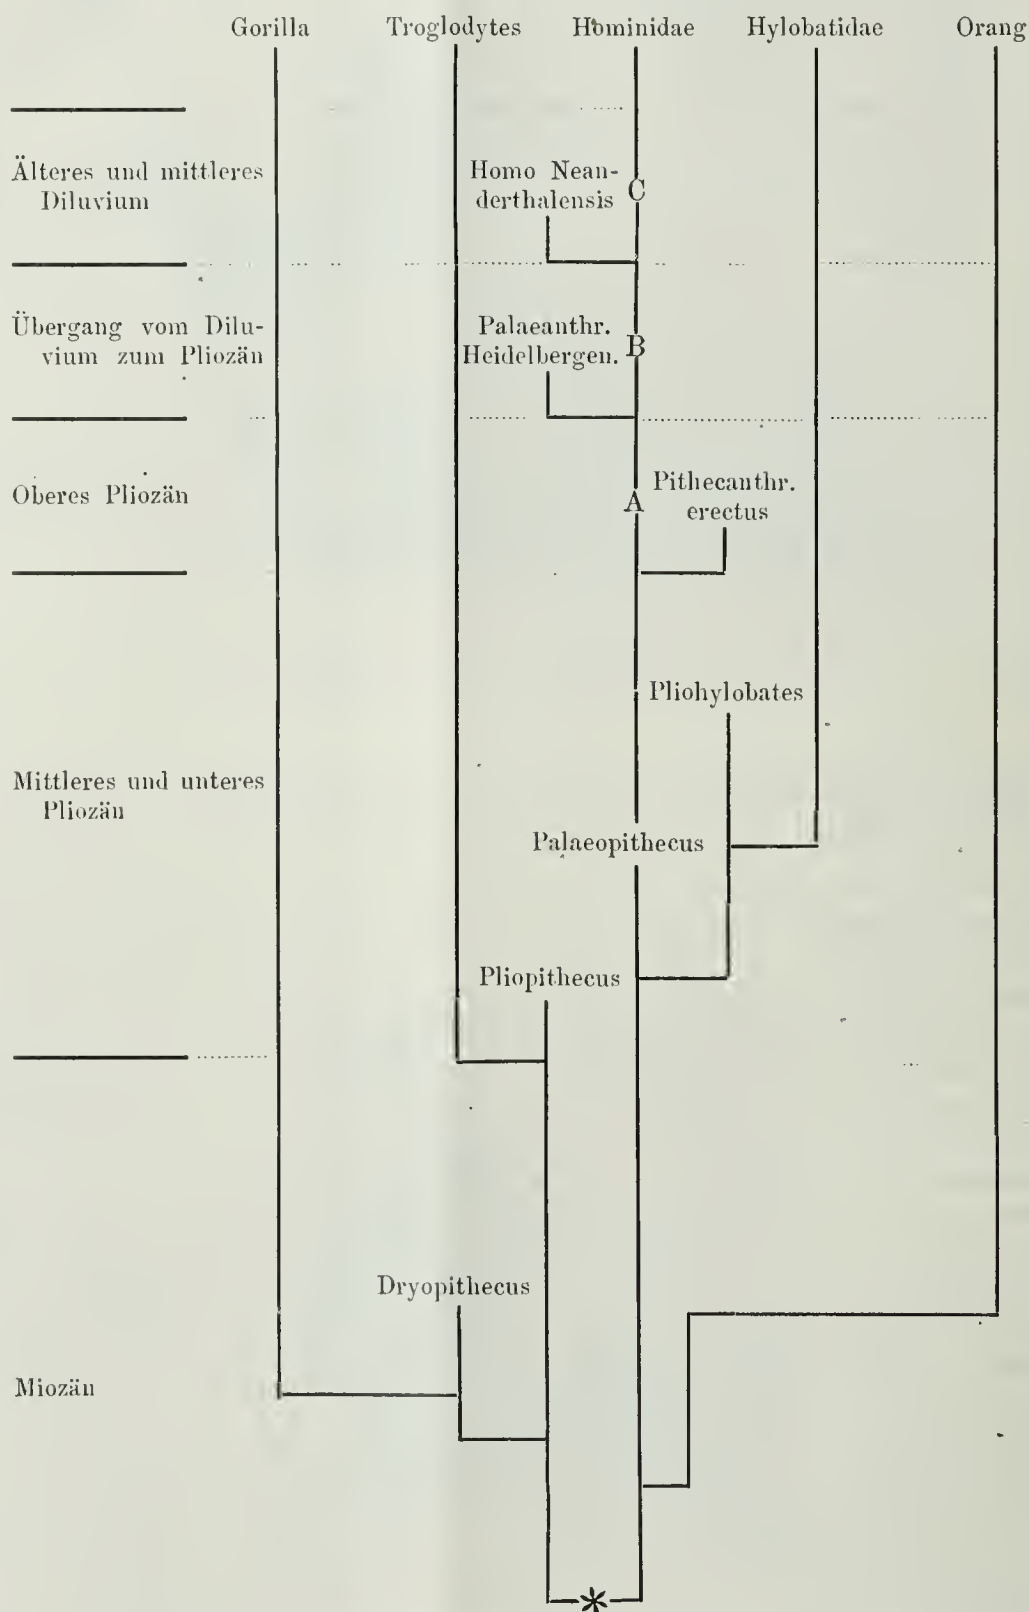 Gorilla Troglodytes Hominidae Hylobatidae Orang
Älteres und mittleres
Diluvium
Homo Nean-
derthalensis
C
Übergang vom Dilu-
vium zum Pliozän
Palaeanthr.
Heidelbergen.
B
Oberes Pliozän
A
Pithecanthr.
erectus
Pliohylobates
Mittleres und unteres
Pliozän
Palaeopithecus
Pliopithecus
Dryopithecus
Miozän
*